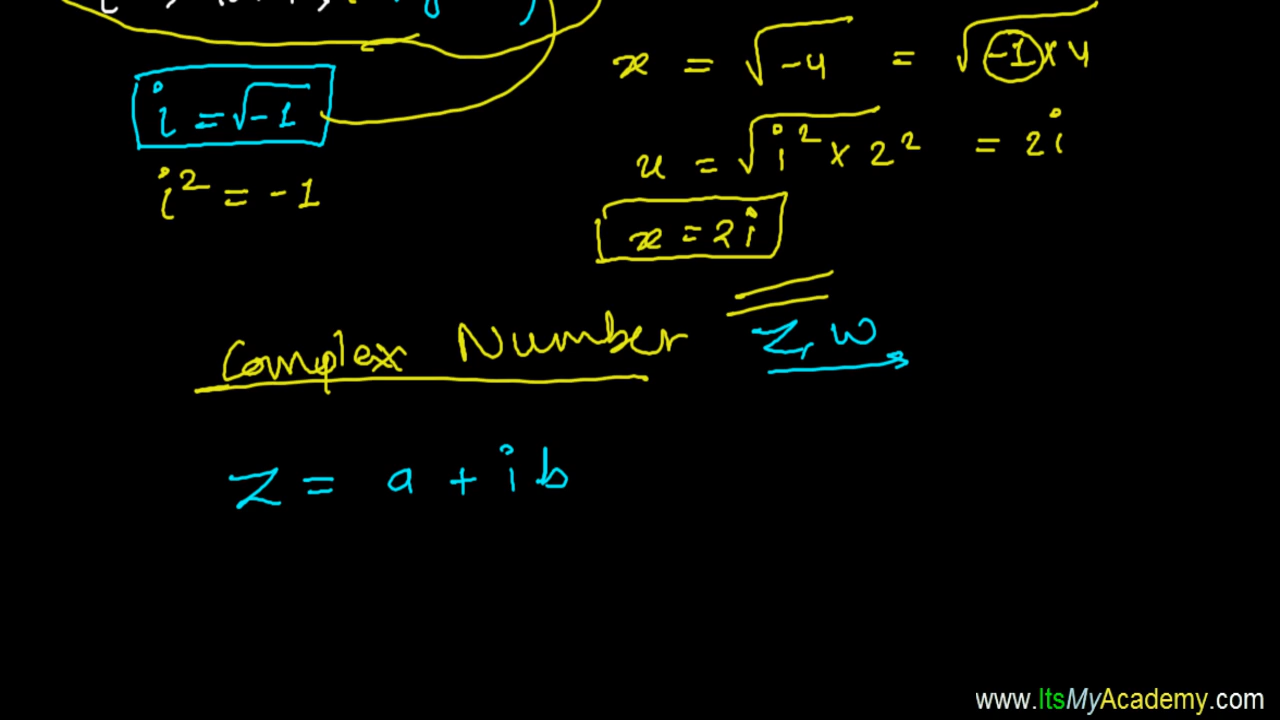 x = √-4 = √-1×4
i = √-1
x = √i² × 2² = 2i
i² = -1
x = 2i
Complex Number Z, w
Z = a + ib
www.ItsMyAcademy.com